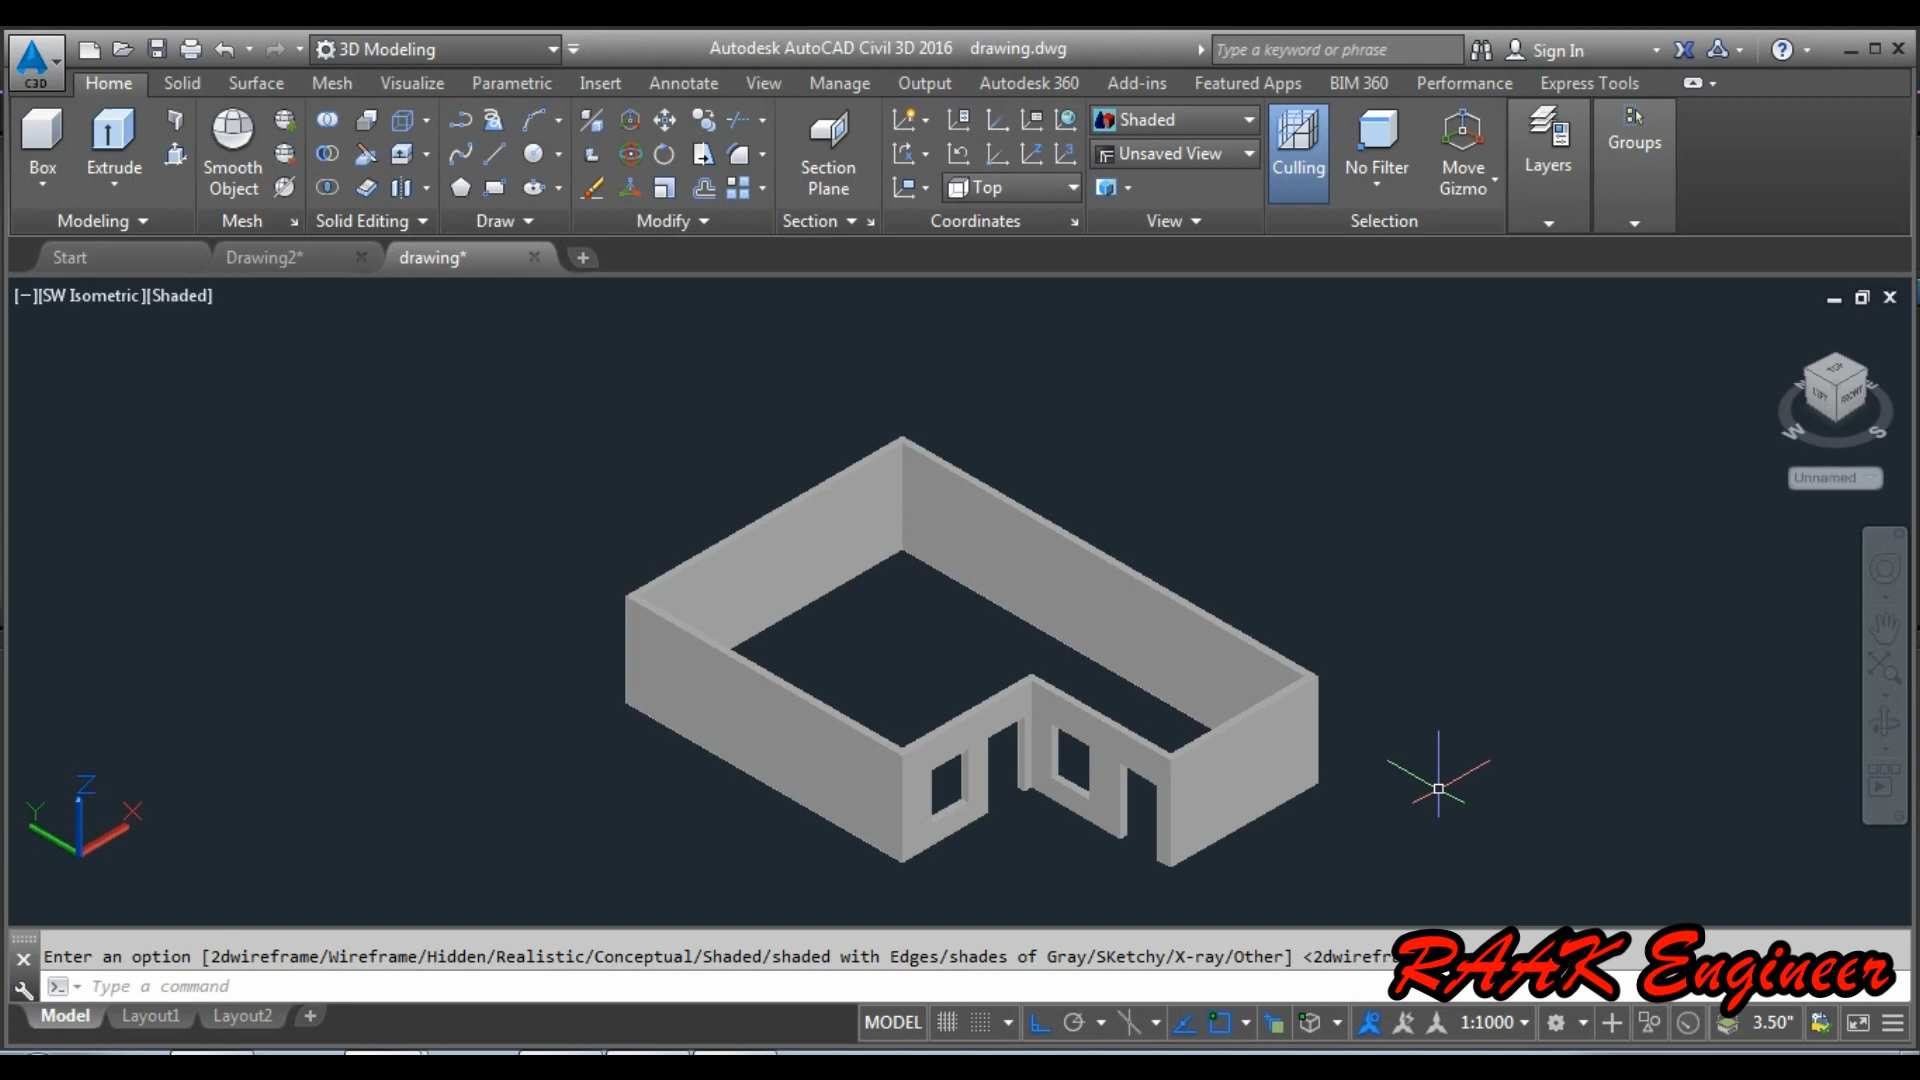 3D Modeling
Autodesk AutoCAD Civil 3D 2016 drawing.dwg
Type a keyword or phrase
Sign In
C3D
Home Solid Surface Mesh Visualize Parametric Insert Annotate View Manage Output Autodesk 360 Add-ins Featured Apps BIM 360 Performance Express Tools
Box Extrude Smooth Object Section Plane
Shaded
Unsaved View
Top
Culling No Filter Move Gizmo Layers Groups
Modeling Mesh Solid Editing Draw Modify Section Coordinates View Selection
Start Drawing2* drawing*
[−][SW Isometric][Shaded]
TOP
LEFT FRONT
W S
Unnamed
Z
Y X
Enter an option [2dwireframe/Wireframe/Hidden/Realistic/Conceptual/Shaded/shaded with Edges/shades of Gray/SKetchy/X-ray/Other] <2dwirefr
Type a command
RAAK Engineer
Model Layout1 Layout2
MODEL 1:1000 3.50"